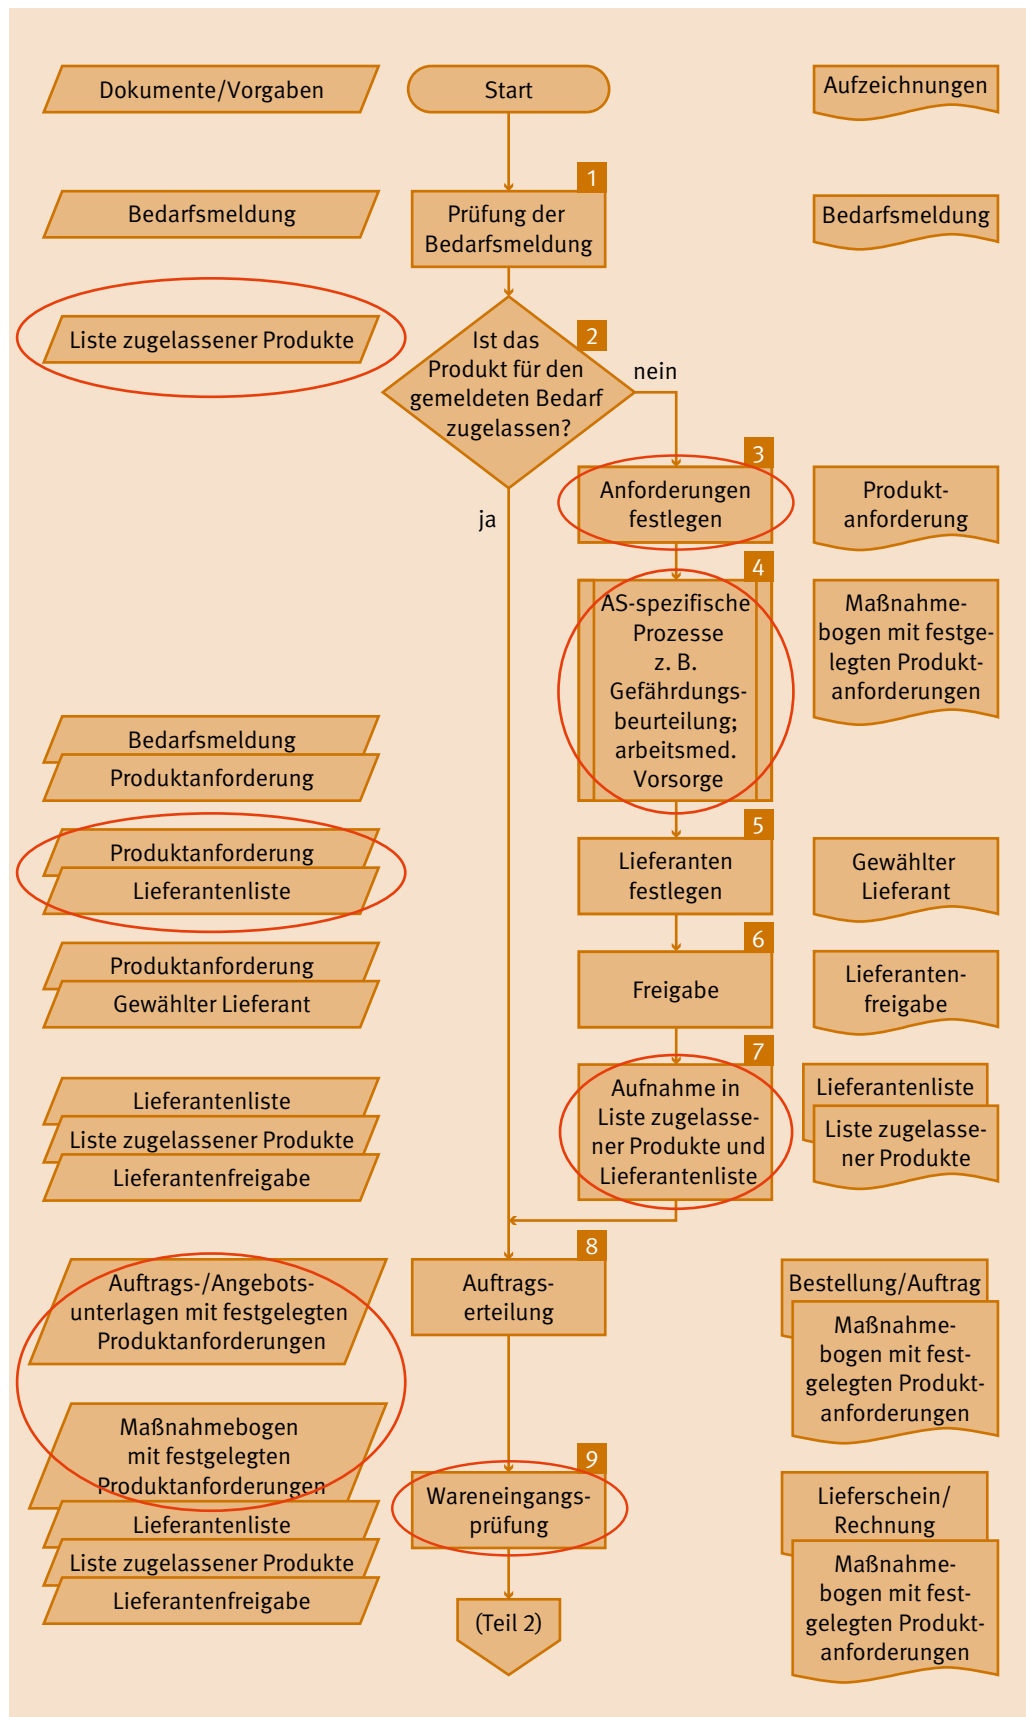 Dokumente/Vorgaben
Start
Aufzeichnungen
1
Bedarfsmeldung
Prüfung der
Bedarfsmeldung
Bedarfsmeldung
Liste zugelassener Produkte
2
Ist das
Produkt für den
gemeldeten Bedarf
zugelassen?
nein
ja
3
Anforderungen
festlegen
Produkt-
anforderung
4
AS-spezifische
Prozesse
z. B.
Gefährdungs-
beurteilung;
arbeitsmed.
Vorsorge
Maßnahme-
bogen mit festge-
legten Produkt-
anforderungen
Bedarfsmeldung
Produktanforderung
5
Produktanforderung
Lieferantenliste
Lieferanten
festlegen
Gewählter
Lieferant
6
Produktanforderung
Gewählter Lieferant
Freigabe
Lieferanten-
freigabe
7
Lieferantenliste
Liste zugelassener Produkte
Lieferantenfreigabe
Aufnahme in
Liste zugelasse-
ner Produkte und
Lieferantenliste
Lieferantenliste
Liste zugelasse-
ner Produkte
8
Auftrags-/Angebots-
unterlagen mit festgelegten
Produktanforderungen
Auftrags-
erteilung
Bestellung/Auftrag
Maßnahme-
bogen mit fest-
gelegten Produkt-
anforderungen
Maßnahmebogen
mit festgelegten
Produktanforderungen
Lieferantenliste
Liste zugelassener Produkte
Lieferantenfreigabe
9
Wareneingangs-
prüfung
Lieferschein/
Rechnung
Maßnahme-
bogen mit fest-
gelegten Produkt-
anforderungen
(Teil 2)